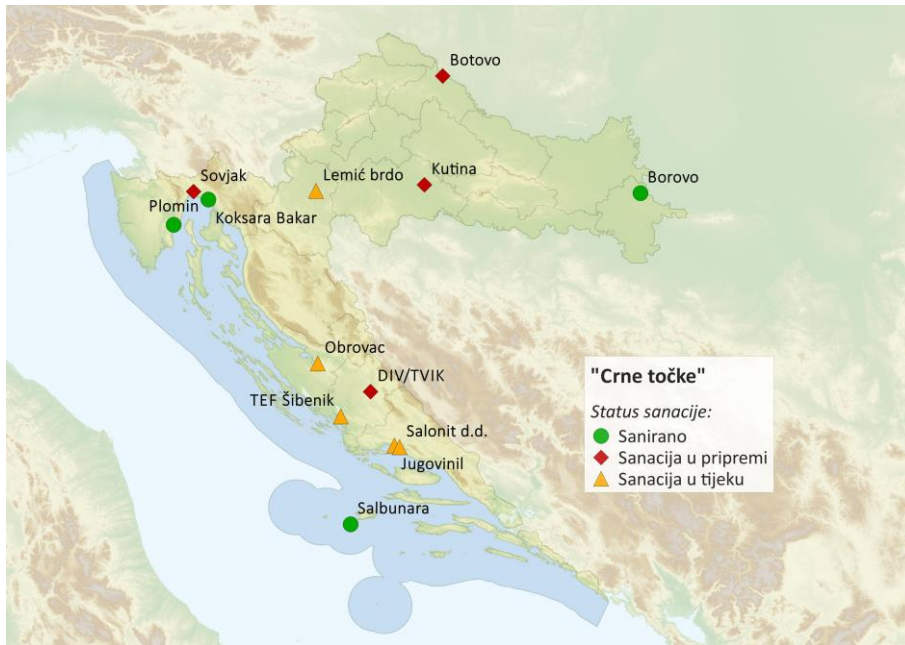 Botovo
Sovjak
Lemić brdo
Kutina
Borovo
Plomin
Koksara Bakar
Obrovac
DIV/TVIK
TEF Šibenik
Salonit d.d.
Jugovinil
Salbunara
"Crne točke"
Status sanacije:
Sanirano
Sanacija u pripremi
Sanacija u tijeku